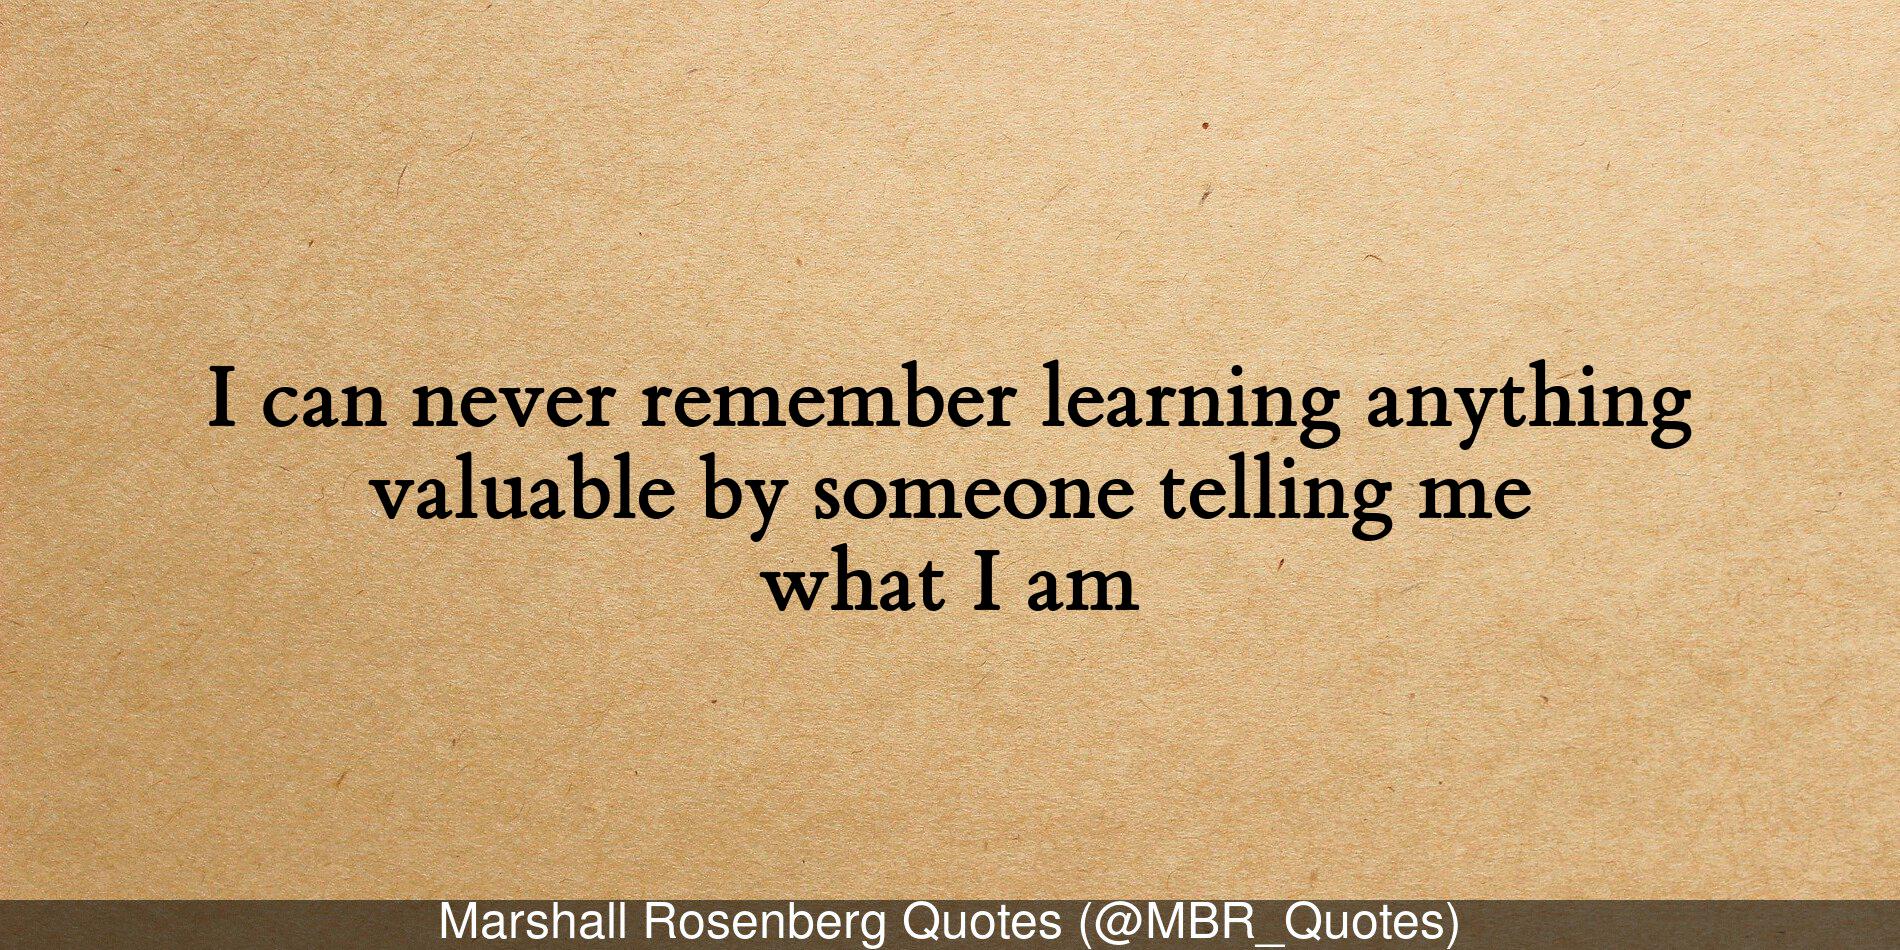 I can never remember learning anything
valuable by someone telling me
what I am
Marshall Rosenberg Quotes (@MBR_Quotes)